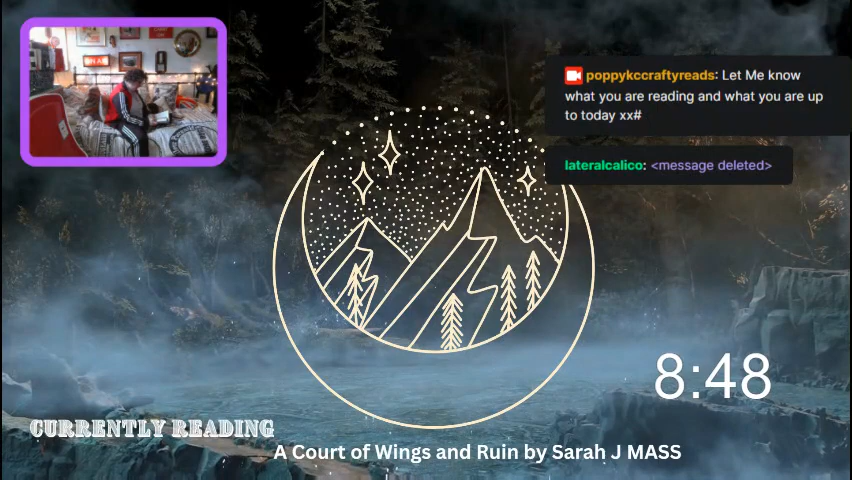 poppykccraftyreads: Let Me know
what you are reading and what you are up
to today xx#
lateralcalico: <message deleted>
8:48
CURRENTLY READING
A Court of Wings and Ruin by Sarah J MASS